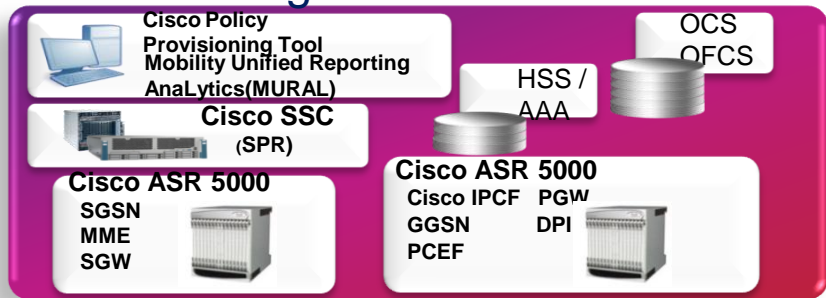 Cisco Policy
Provisioning Tool
Mobility Unified Reporting
AnaLytics(MURAL)
OCS
OFCS
HSS /
AAA
Cisco SSC
(SPR)
Cisco ASR 5000
SGSN
MME
SGW
Cisco ASR 5000
Cisco IPCF PGW
GGSN DPI
PCEF